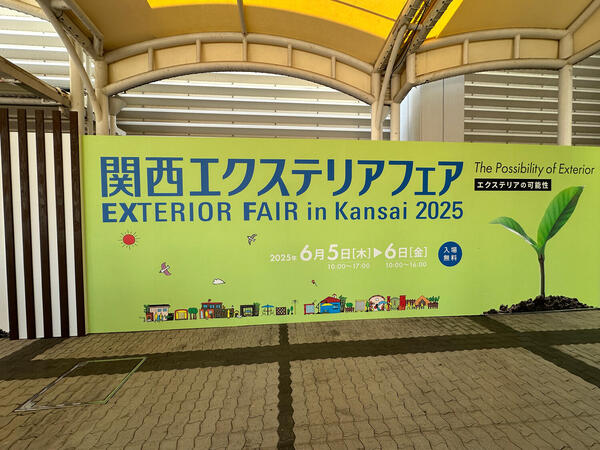 関西エクステリアフェア
EXTERIOR FAIR in Kansai 2025
2025年 6月5日[木]▶6日[金]
10:00～17:00 10:00～16:00
入場
無料
The Possibility of Exterior
エクステリアの可能性